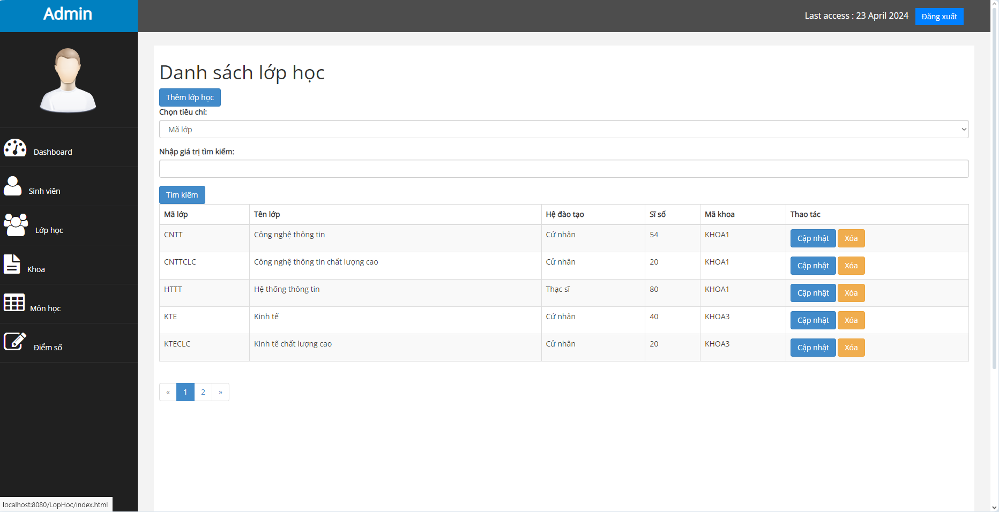 Admin
Last access : 23 April 2024 Đăng xuất
Dashboard
Sinh viên
Lớp học
Khoa
Môn học
Điểm số
Danh sách lớp học
Thêm lớp học
Chọn tiêu chí:
Mã lớp
Nhập giá trị tìm kiếm:
Tìm kiếm
Mã lớp Tên lớp Hệ đào tạo Sĩ số Mã khoa Thao tác
CNTT Công nghệ thông tin Cử nhân 54 KHOA1 Cập nhật Xóa
CNTTCLC Công nghệ thông tin chất lượng cao Cử nhân 20 KHOA1 Cập nhật Xóa
HTTT Hệ thống thông tin Thạc sĩ 80 KHOA1 Cập nhật Xóa
KTE Kinh tế Cử nhân 40 KHOA3 Cập nhật Xóa
KTECLC Kinh tế chất lượng cao Cử nhân 20 KHOA3 Cập nhật Xóa
« 1 2 »
localhost:8080/LopHoc/index.html